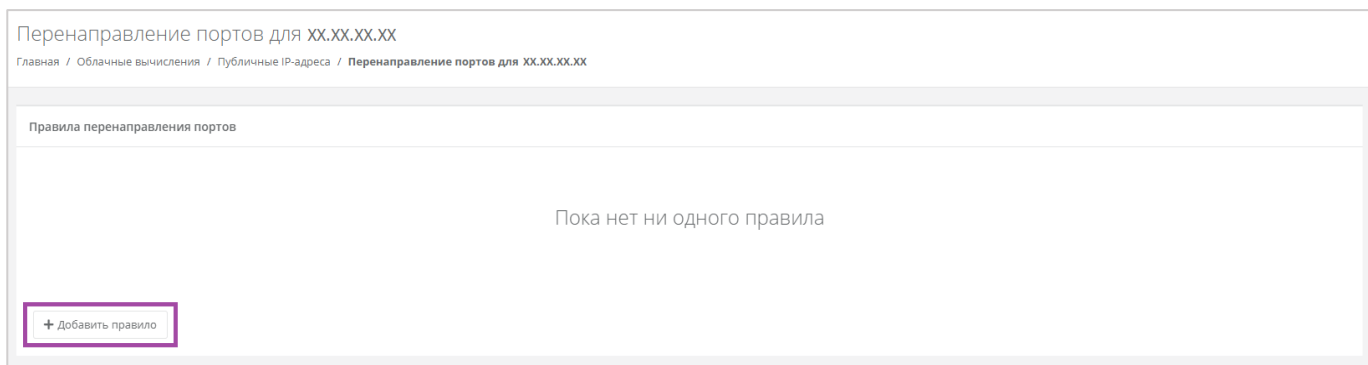 Перенаправление портов для XX.XX.XX.XX
Главная / Облачные вычисления / Публичные IP-адреса / Перенаправление портов для XX.XX.XX.XX
Правила перенаправления портов
Пока нет ни одного правила
+ Добавить правило